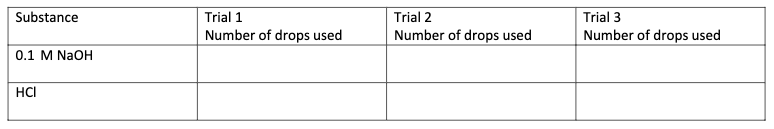 Substance
Trial 1
Number of drops used
Trial 2
Number of drops used
Trial 3
Number of drops used
0.1 M NaOH
HCl